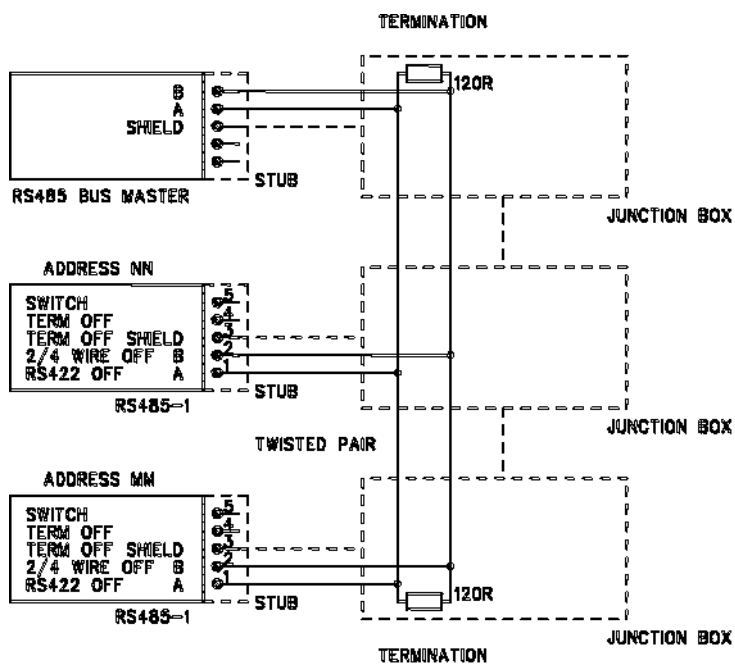 TERMINATION
120R
B
A
SHIELD
STUB
RS485 BUS MASTER
JUNCTION BOX
ADDRESS NN
SWITCH 5
TERM OFF 4
TERM OFF SHIELD 3
2/4 WIRE OFF B 2
RS422 OFF A 1
STUB
RS485-1
JUNCTION BOX
TWISTED PAIR
ADDRESS MM
SWITCH 5
TERM OFF 4
TERM OFF SHIELD 3
2/4 WIRE OFF B 2
RS422 OFF A 1
120R
STUB
RS485-1
JUNCTION BOX
TERMINATION